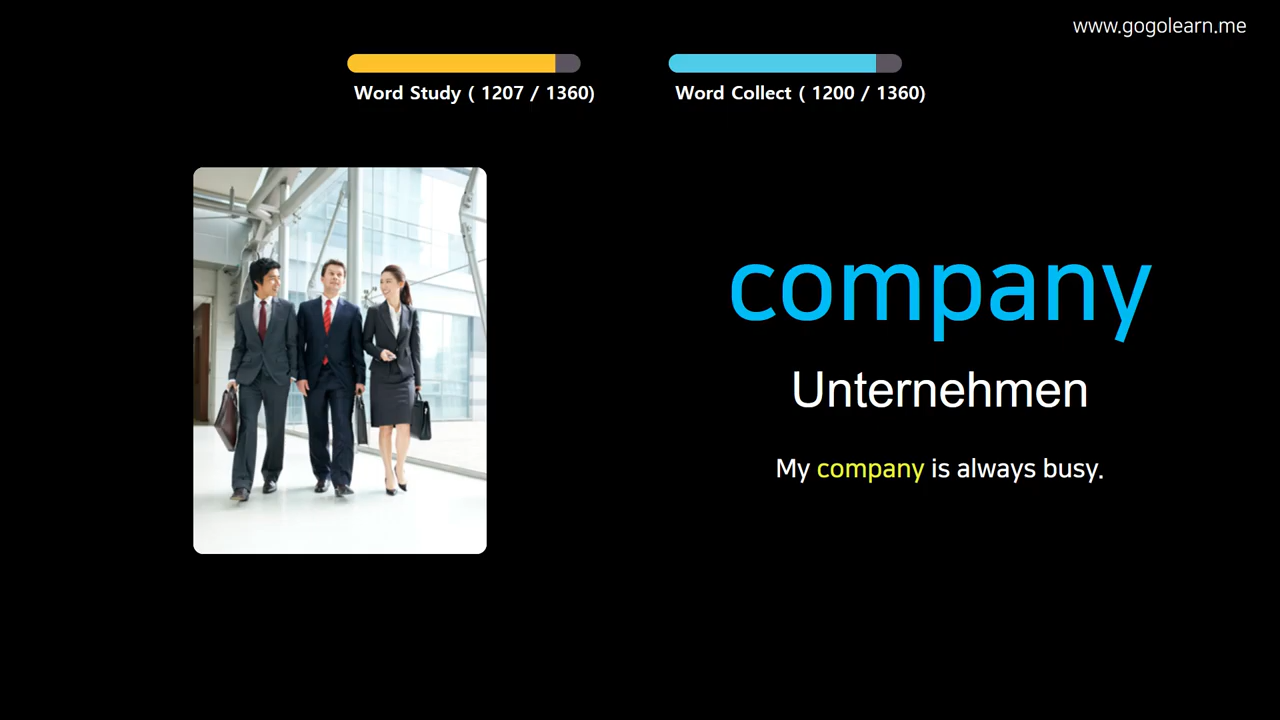 www.gogolearn.me
Word Study ( 1207 / 1360)
Word Collect ( 1200 / 1360)
company
Unternehmen
My company is always busy.